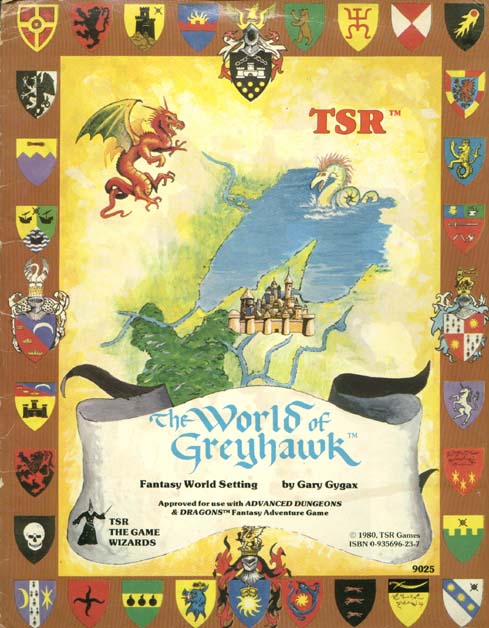 TSR™
The World of
Greyhawk™
Fantasy World Setting by Gary Gygax
Approved for use with ADVANCED DUNGEONS
& DRAGONS™ Fantasy Adventure Game
TSR
THE GAME
WIZARDS
© 1980, TSR Games
ISBN 0-935696-23-7
9025